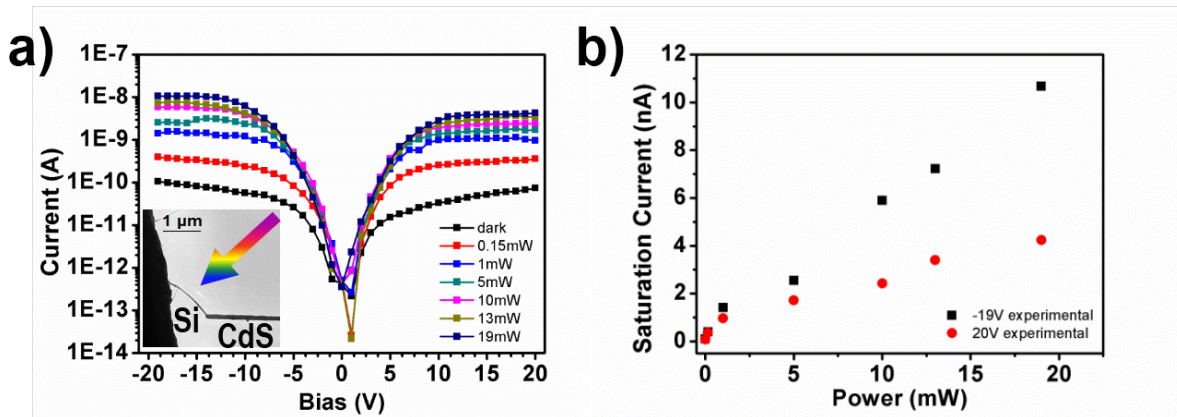 a)
Current (A)
1E-7
1E-8
1E-9
1E-10
1E-11
1E-12
1E-13
1E-14
-20 -15 -10 -5 0 5 10 15 20
Bias (V)
dark
0.15mW
1mW
5mW
10mW
13mW
19mW
1 μm
Si
CdS
b)
Saturation Current (nA)
12
10
8
6
4
2
0
0 5 10 15 20
Power (mW)
-19V experimental
20V experimental